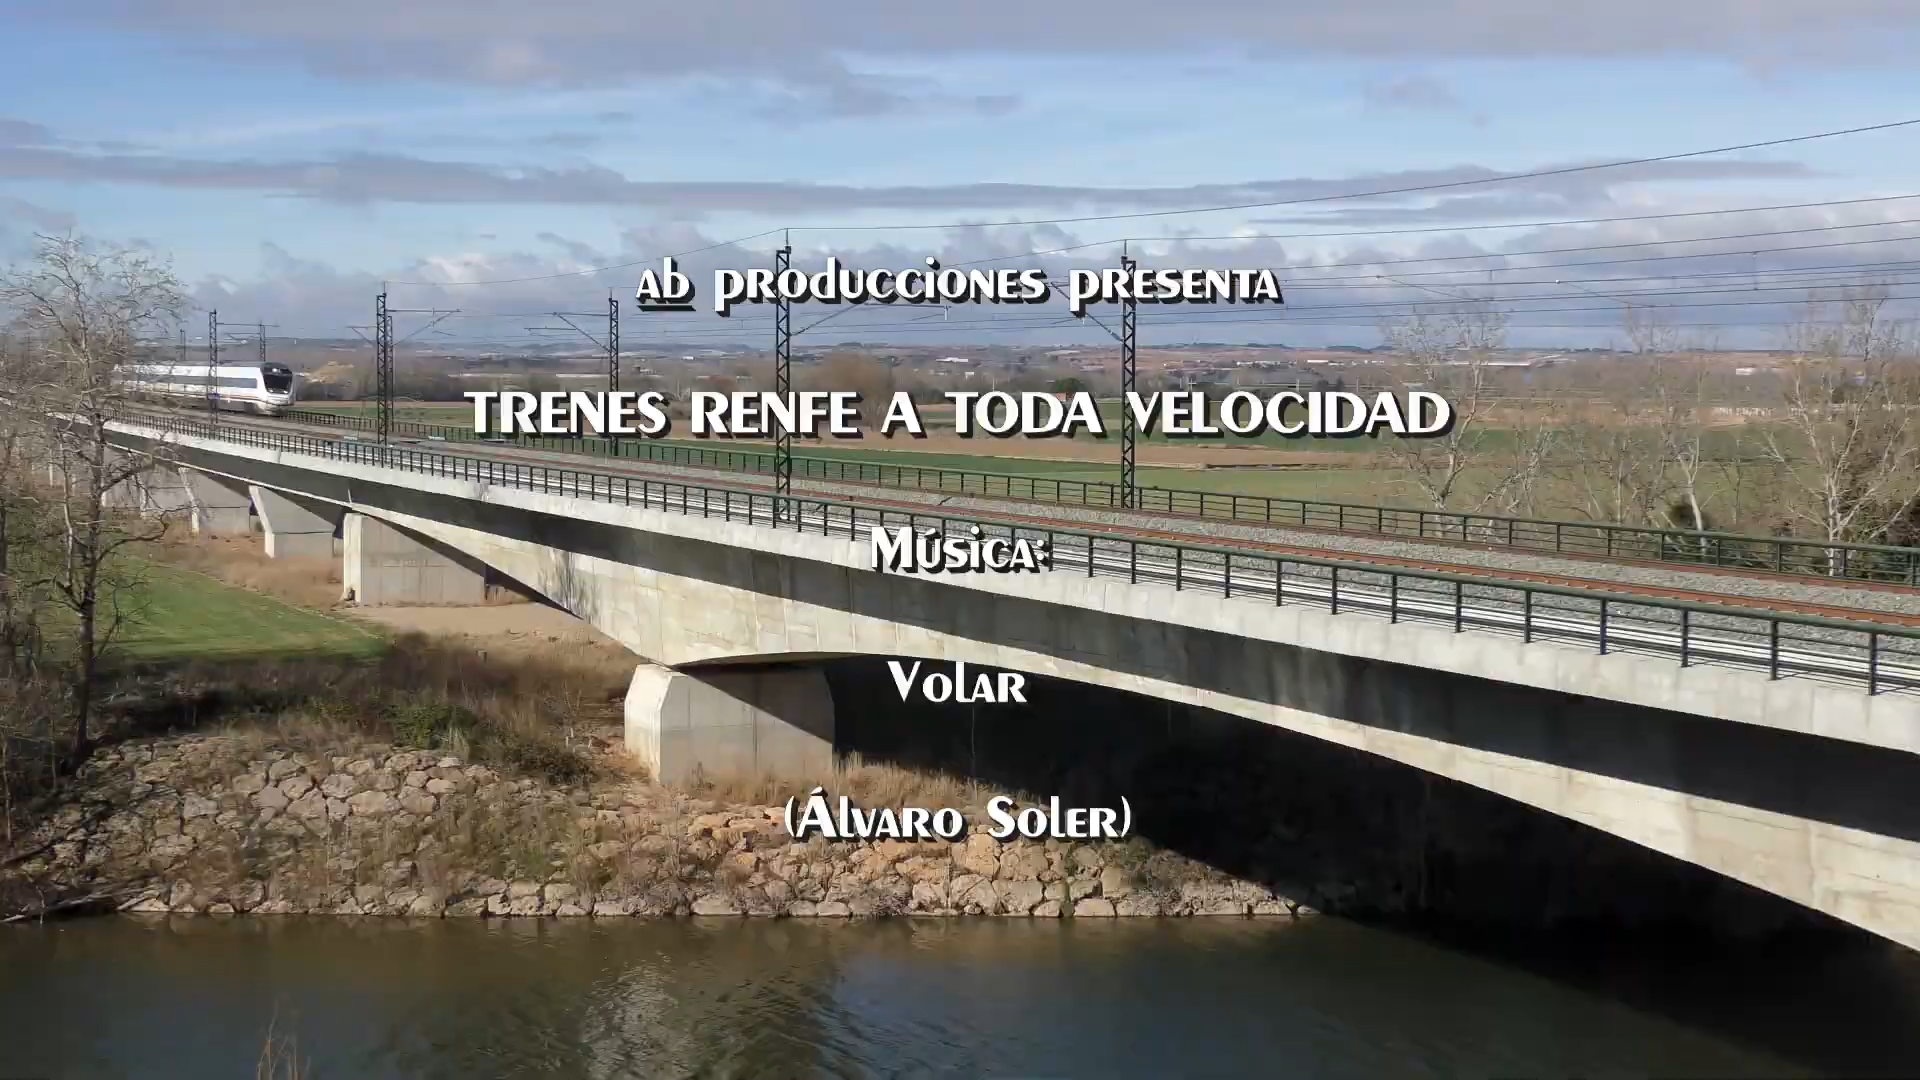 ab producciones presenta
TRENES RENFE A TODA VELOCIDAD
Música:
Volar
(Álvaro Soler)